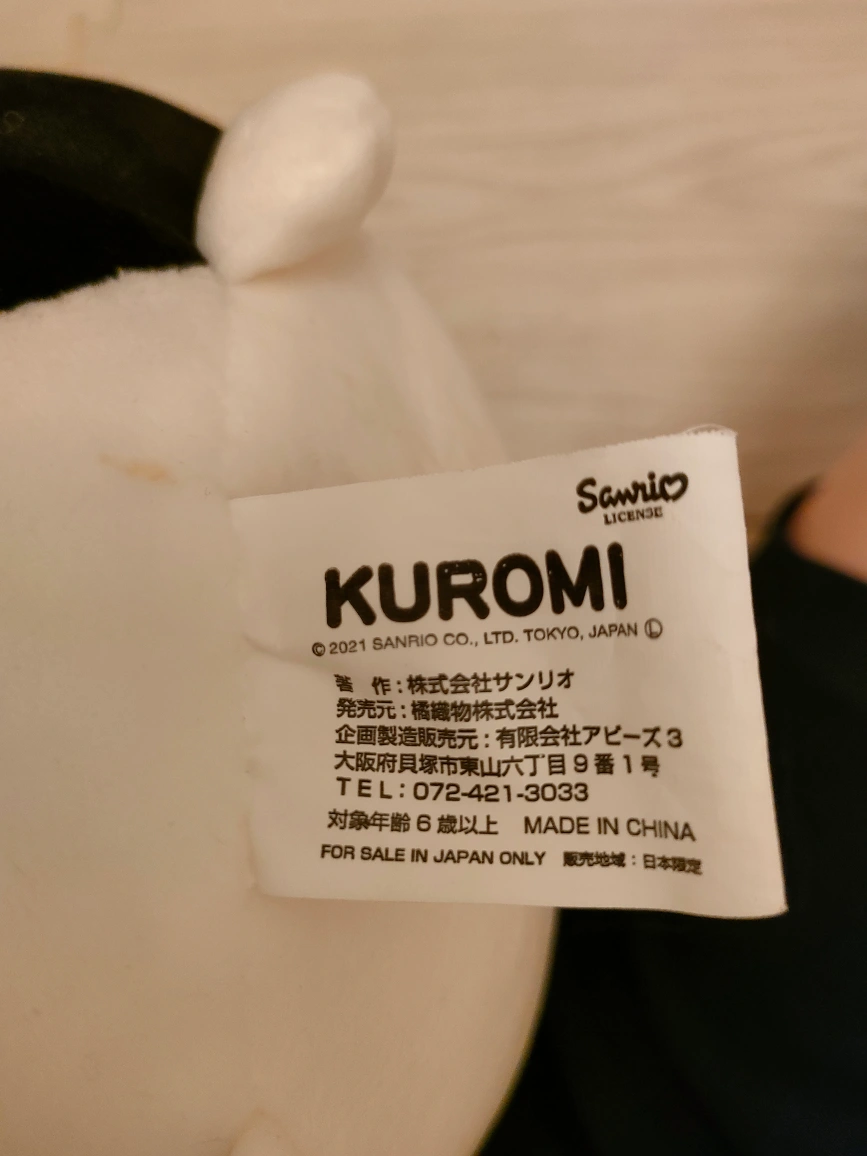 Sanrio
LICENSE
KUROMI
© 2021 SANRIO CO., LTD. TOKYO, JAPAN Ⓛ
著 作 : 株式会社サンリオ
発売元 : 橘織物株式会社
企画製造販売元 : 有限会社アビーズ3
大阪府貝塚市東山六丁目9番1号
TEL : 072-421-3033
対象年齢6歳以上 MADE IN CHINA
FOR SALE IN JAPAN ONLY 販売地域 : 日本限定